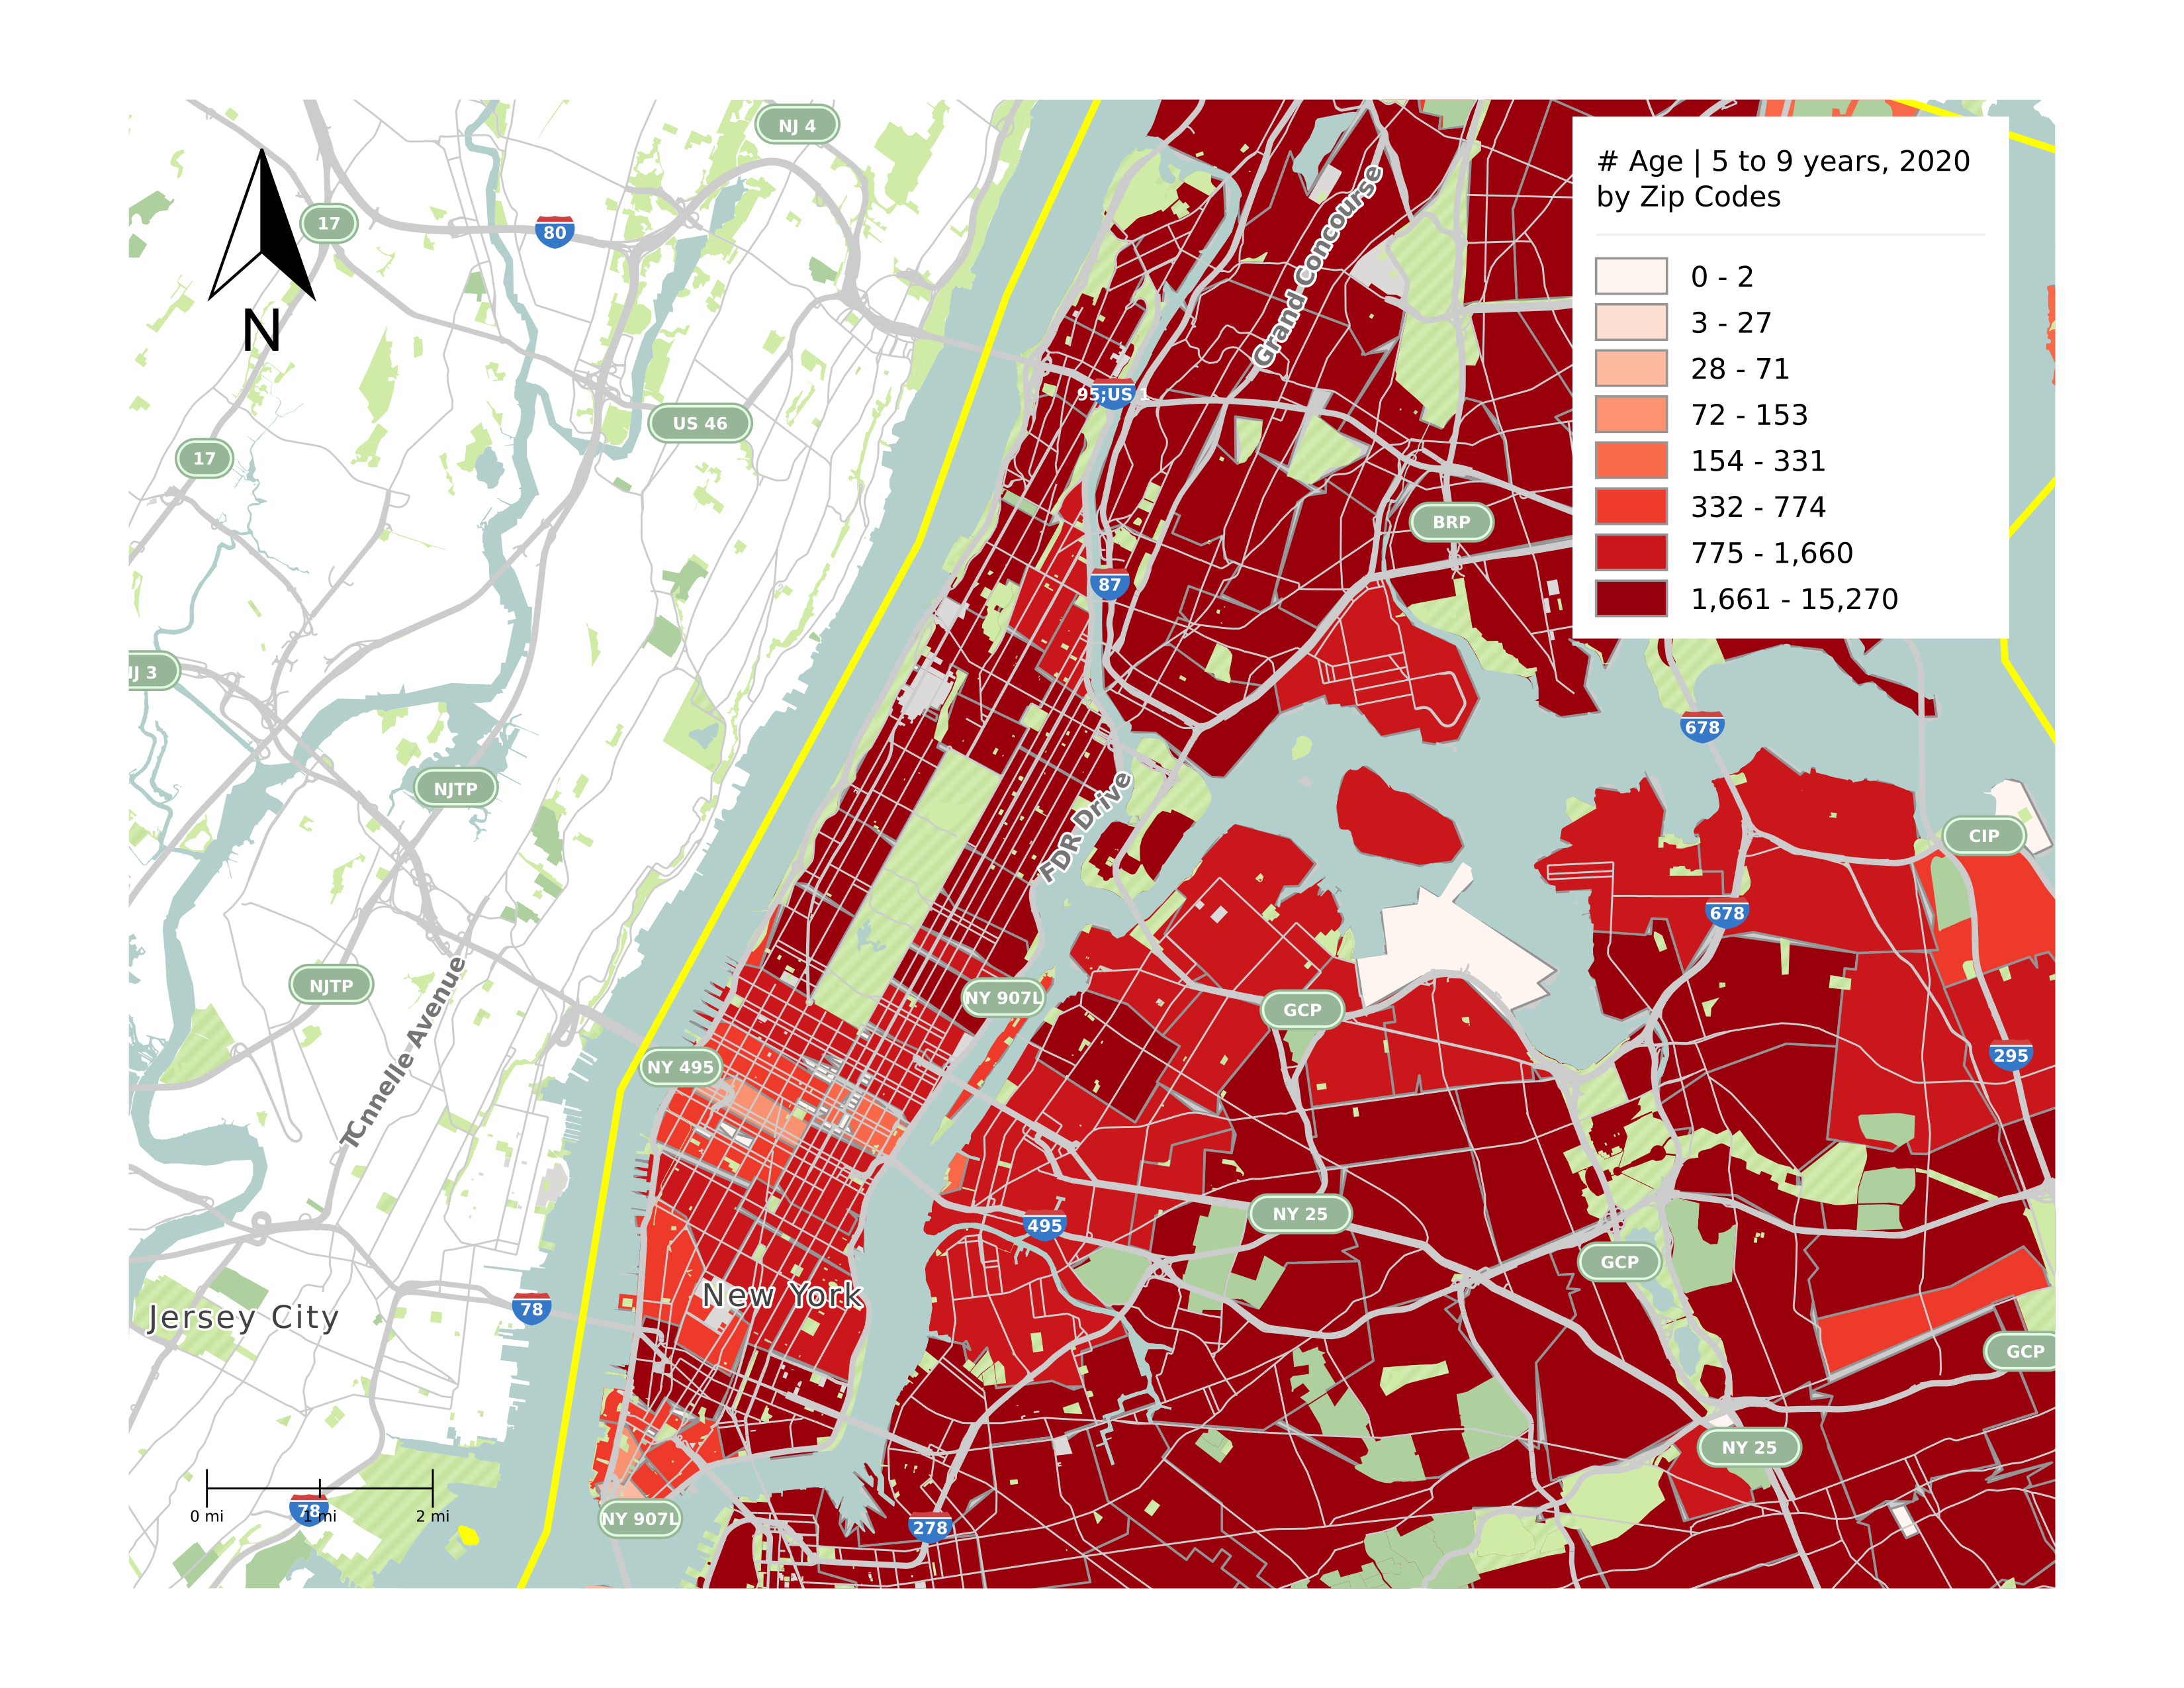 # Age | 5 to 9 years, 2020
by Zip Codes
0 - 2
3 - 27
28 - 71
72 - 153
154 - 331
332 - 774
775 - 1,660
1,661 - 15,270
N
NJ 4
17
80
Grand Concourse
95;US 1
US 46
17
BRP
87
NJ 3
678
NJTP
FDR Drive
CIP
678
NJTP
NY 907L
GCP
Tonnelle Avenue
NY 495
295
NY 25
495
GCP
New York
Jersey City
78
GCP
NY 25
78
0 mi
1 mi
2 mi
NY 907L
278